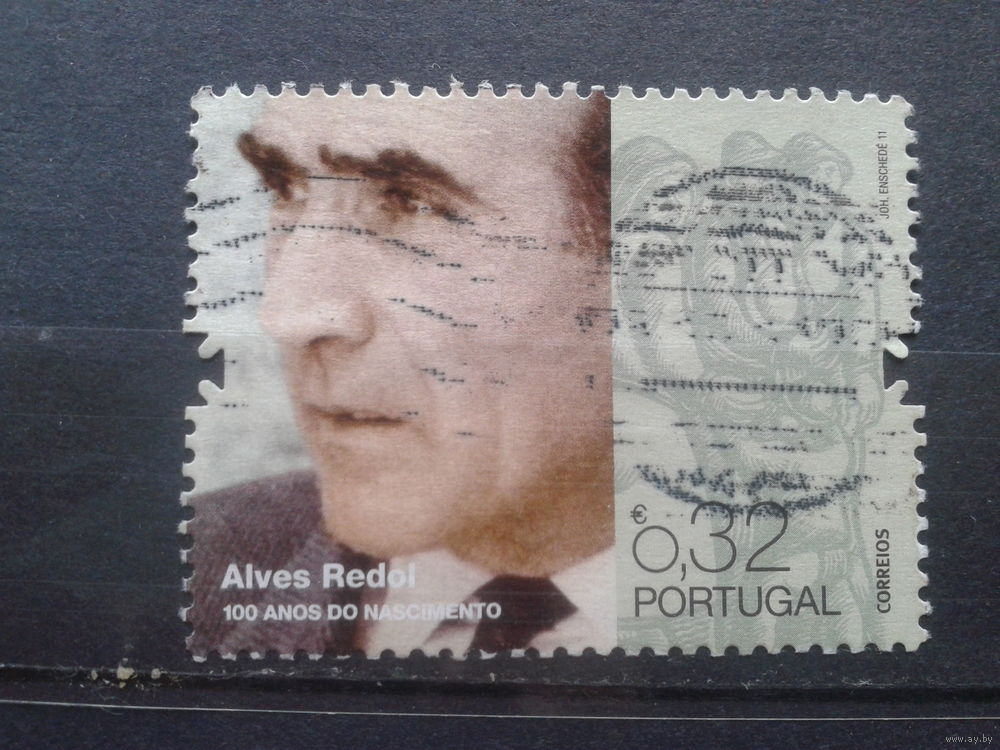 JOH. ENSCHEDÉ 11
Alves Redol
100 ANOS DO NASCIMENTO
€
0,32
PORTUGAL
CORREIOS
www.ay.by